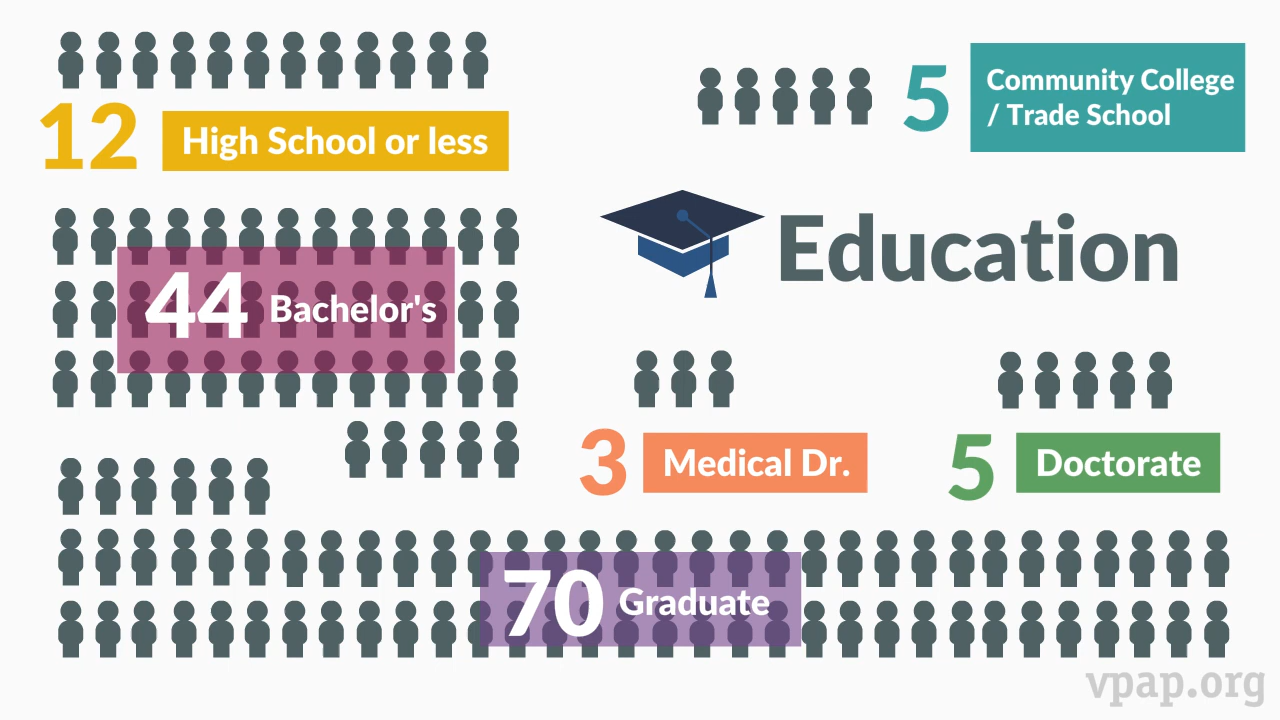 12 High School or less
5 Community College
/ Trade School
Education
44 Bachelor's
3 Medical Dr.
5 Doctorate
70 Graduate
vpap.org